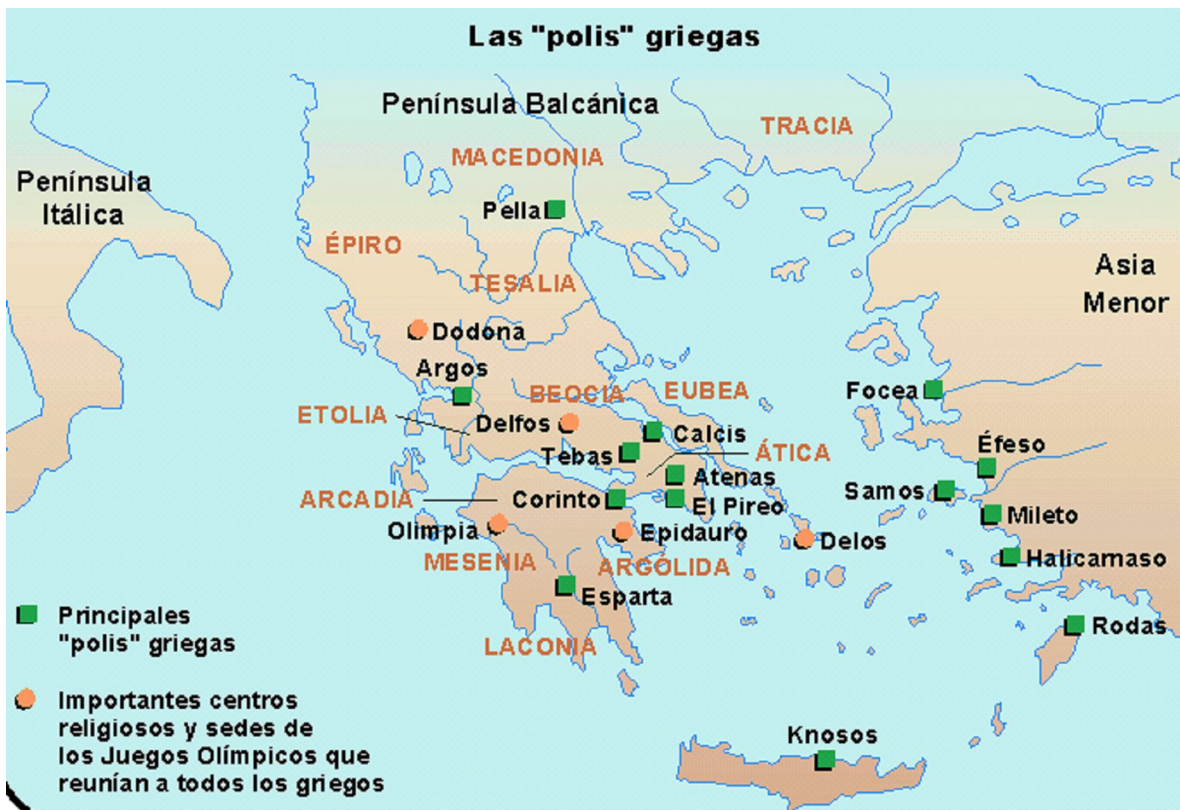 Las "polis" griegas
Península Balcánica
TRACIA
MACEDONIA
Península
Itálica
Pella
ÉPIRO
Asia
Menor
TESALIA
Dodona
Argos
BEOCIA
EUBEA
Focea
ETOLIA
Delfos
Calcis
Tebas
ÁTICA
Éfeso
Atenas
Samos
ARCADIA
Corinto
El Pireo
Mileto
Olimpia
Epidauro
Delos
MESENIA
ARGÓLIDA
Halicarnaso
Esparta
Principales
"polis" griegas
Rodas
LACONIA
Importantes centros
religiosos y sedes de
los Juegos Olímpicos que
reunían a todos los griegos
Knosos